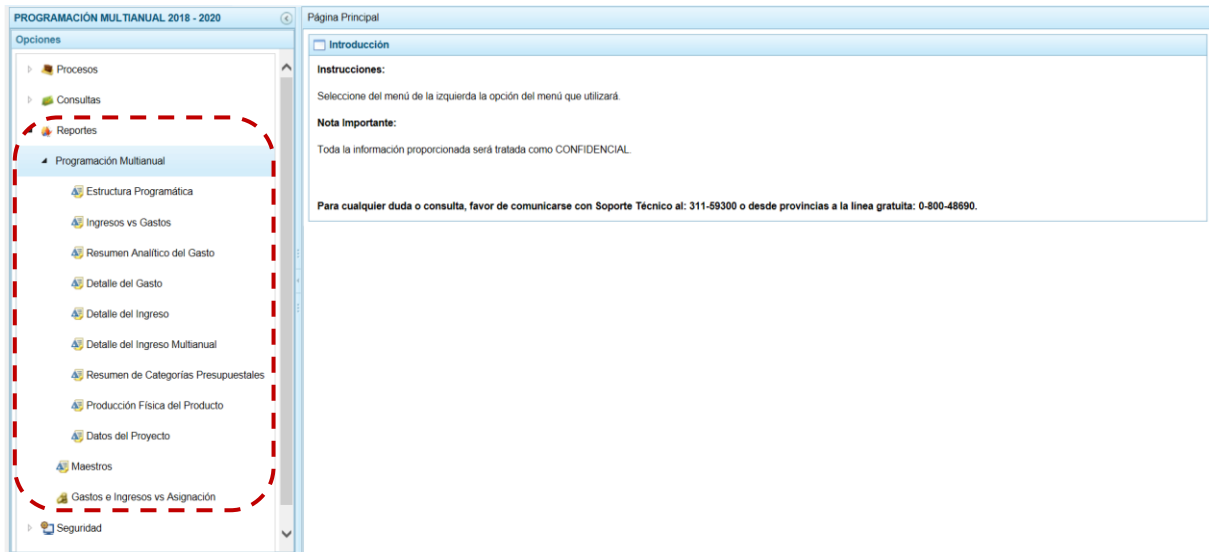 PROGRAMACIÓN MULTIANUAL 2018 - 2020
Opciones
Procesos
Consultas
Reportes
Programación Multianual
Estructura Programática
Ingresos vs Gastos
Resumen Analítico del Gasto
Detalle del Gasto
Detalle del Ingreso
Detalle del Ingreso Multianual
Resumen de Categorías Presupuestales
Producción Física del Producto
Datos del Proyecto
Maestros
Gastos e Ingresos vs Asignación
Seguridad
Página Principal
Introducción
Instrucciones:
Seleccione del menú de la izquierda la opción del menú que utilizará.
Nota Importante:
Toda la información proporcionada será tratada como CONFIDENCIAL.
Para cualquier duda o consulta, favor de comunicarse con Soporte Técnico al: 311-59300 o desde provincias a la linea gratuita: 0-800-48690.